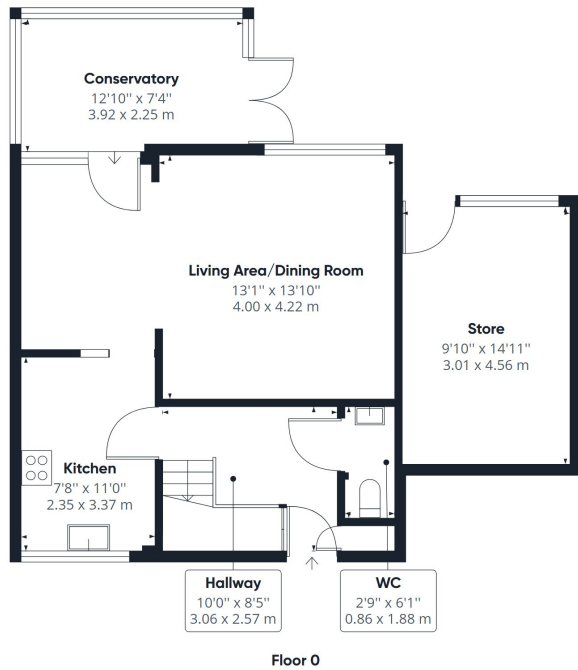 Conservatory
12'10" x 7'4"
3.92 x 2.25 m
Living Area/Dining Room
13'1" x 13'10"
4.00 x 4.22 m
Store
9'10" x 14'11"
3.01 x 4.56 m
Kitchen
7'8" x 11'0"
2.35 x 3.37 m
Hallway
10'0" x 8'5"
3.06 x 2.57 m
WC
2'9" x 6'1"
0.86 x 1.88 m
Floor 0